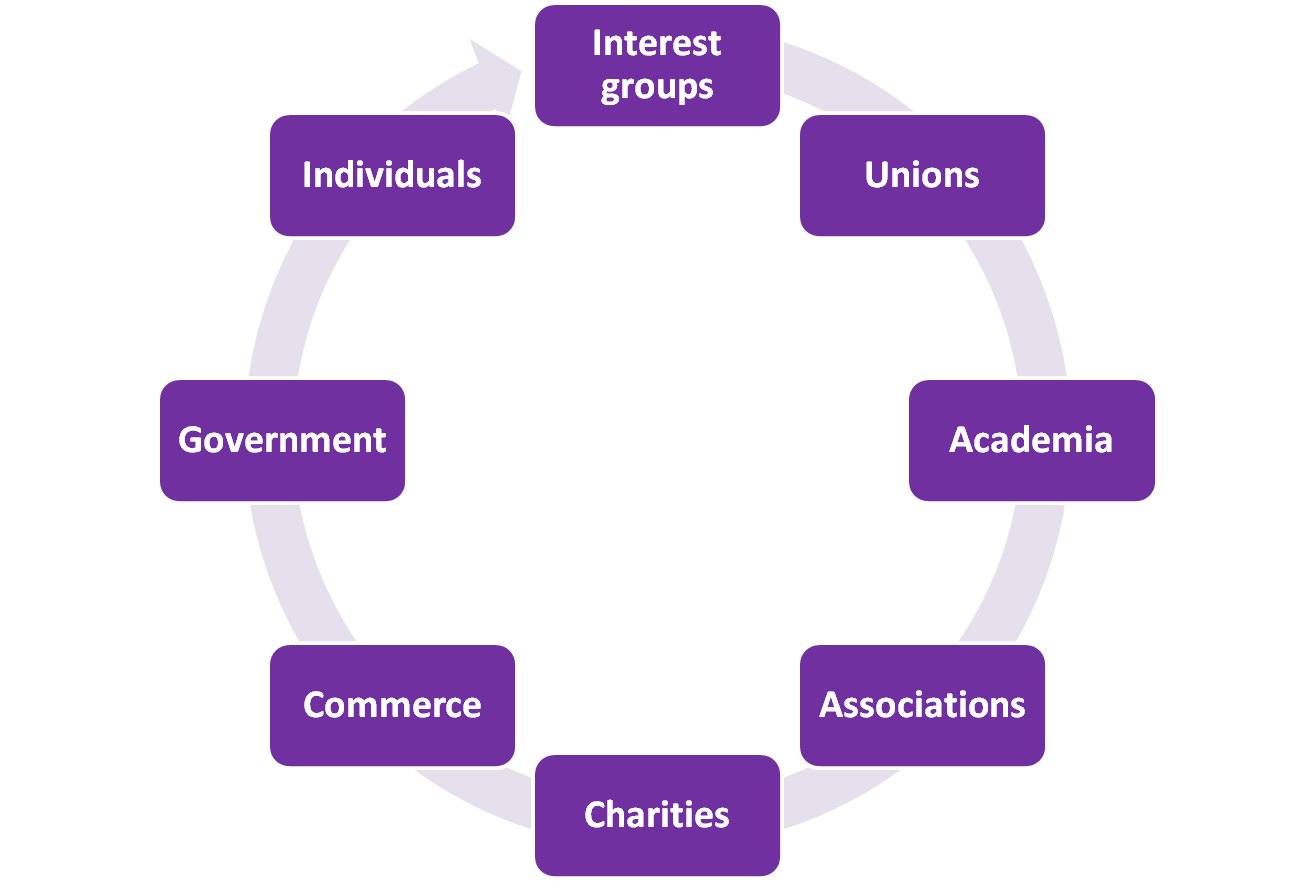 Interest
groups
Unions
Academia
Associations
Charities
Commerce
Government
Individuals